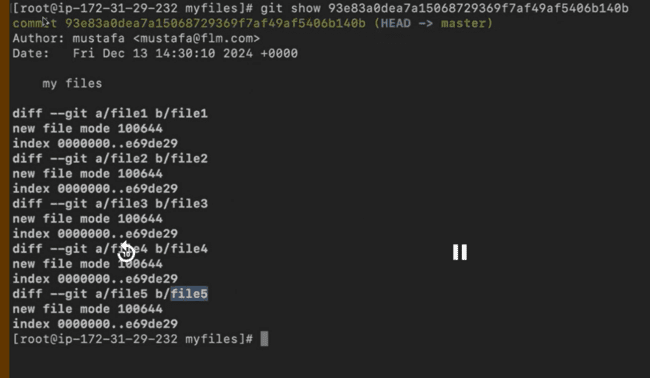 [root@ip-172-31-29-232 myfiles]# git show 93e83a0dea7a15068729369f7af49af5406b140b
commit 93e83a0dea7a15068729369f7af49af5406b140b (HEAD -> master)
Author: mustafa <mustafa@flm.com>
Date:   Fri Dec 13 14:30:10 2024 +0000
    my files
diff --git a/file1 b/file1
new file mode 100644
index 0000000..e69de29
diff --git a/file2 b/file2
new file mode 100644
index 0000000..e69de29
diff --git a/file3 b/file3
new file mode 100644
index 0000000..e69de29
diff --git a/file4 b/file4
new file mode 100644
index 0000000..e69de29
diff --git a/file5 b/file5
new file mode 100644
index 0000000..e69de29
[root@ip-172-31-29-232 myfiles]#